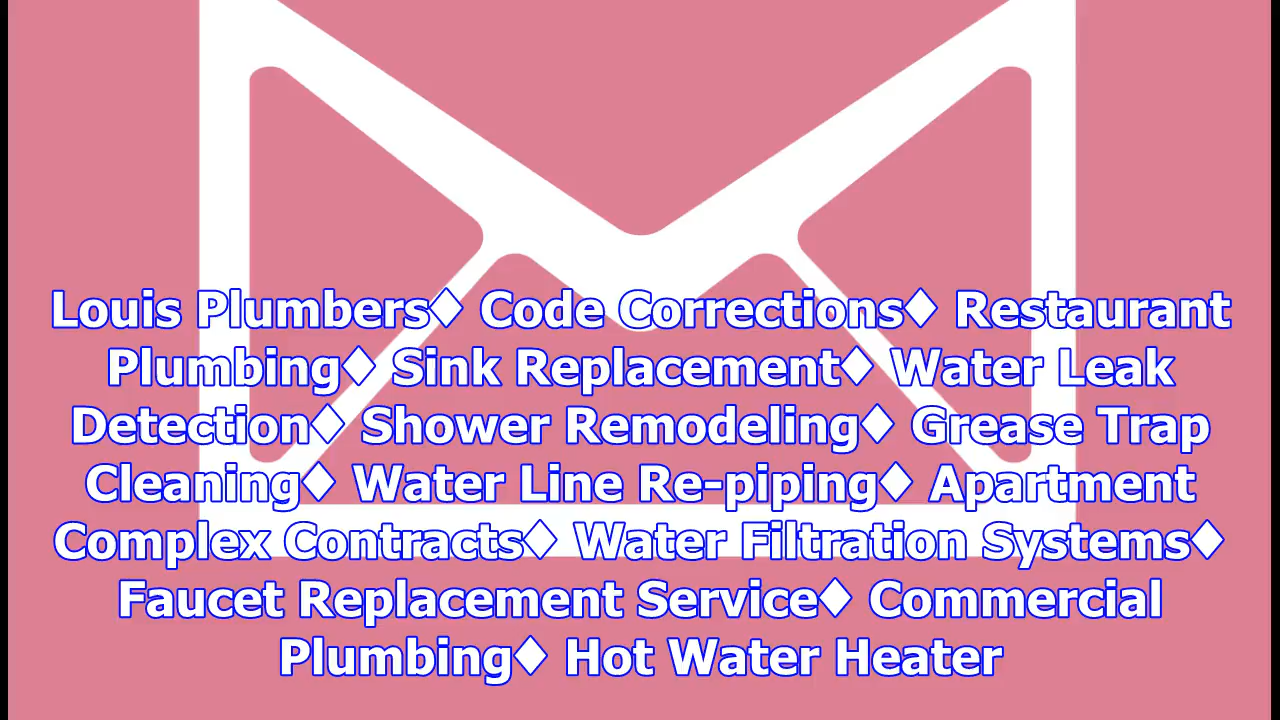 Louis Plumbers♦ Code Corrections♦ Restaurant
Plumbing♦ Sink Replacement♦ Water Leak
Detection♦ Shower Remodeling♦ Grease Trap
Cleaning♦ Water Line Re-piping♦ Apartment
Complex Contracts♦ Water Filtration Systems♦
Faucet Replacement Service♦ Commercial
Plumbing♦ Hot Water Heater